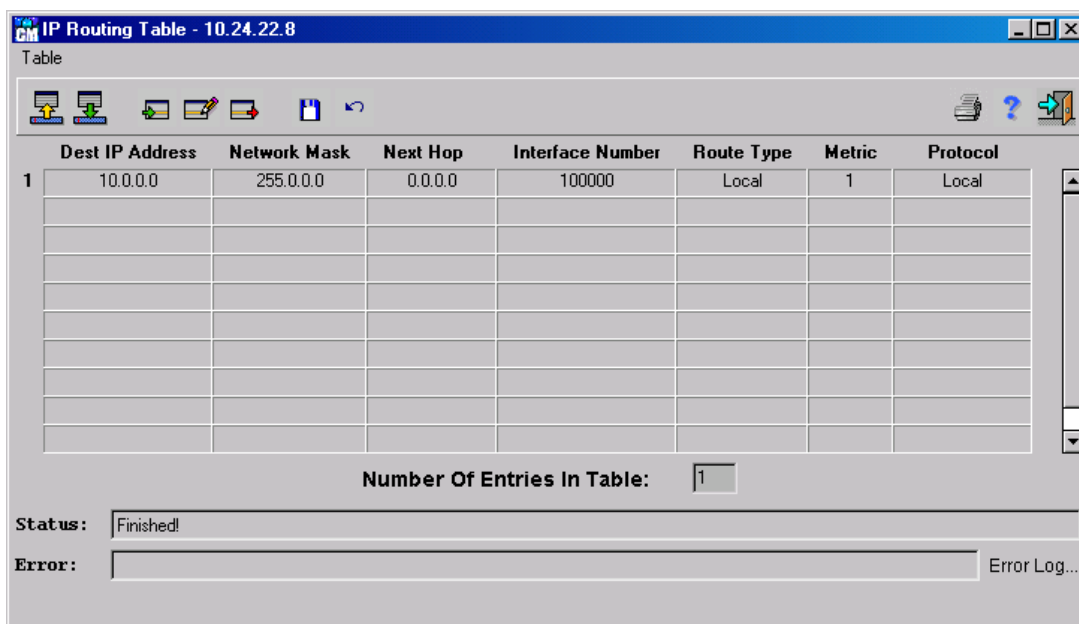 CM IP Routing Table - 10.24.22.8
Table
Dest IP Address Network Mask Next Hop Interface Number Route Type Metric Protocol
1 10.0.0.0 255.0.0.0 0.0.0.0 100000 Local 1 Local
Number Of Entries In Table: 1
Status: Finished!
Error: Error Log...